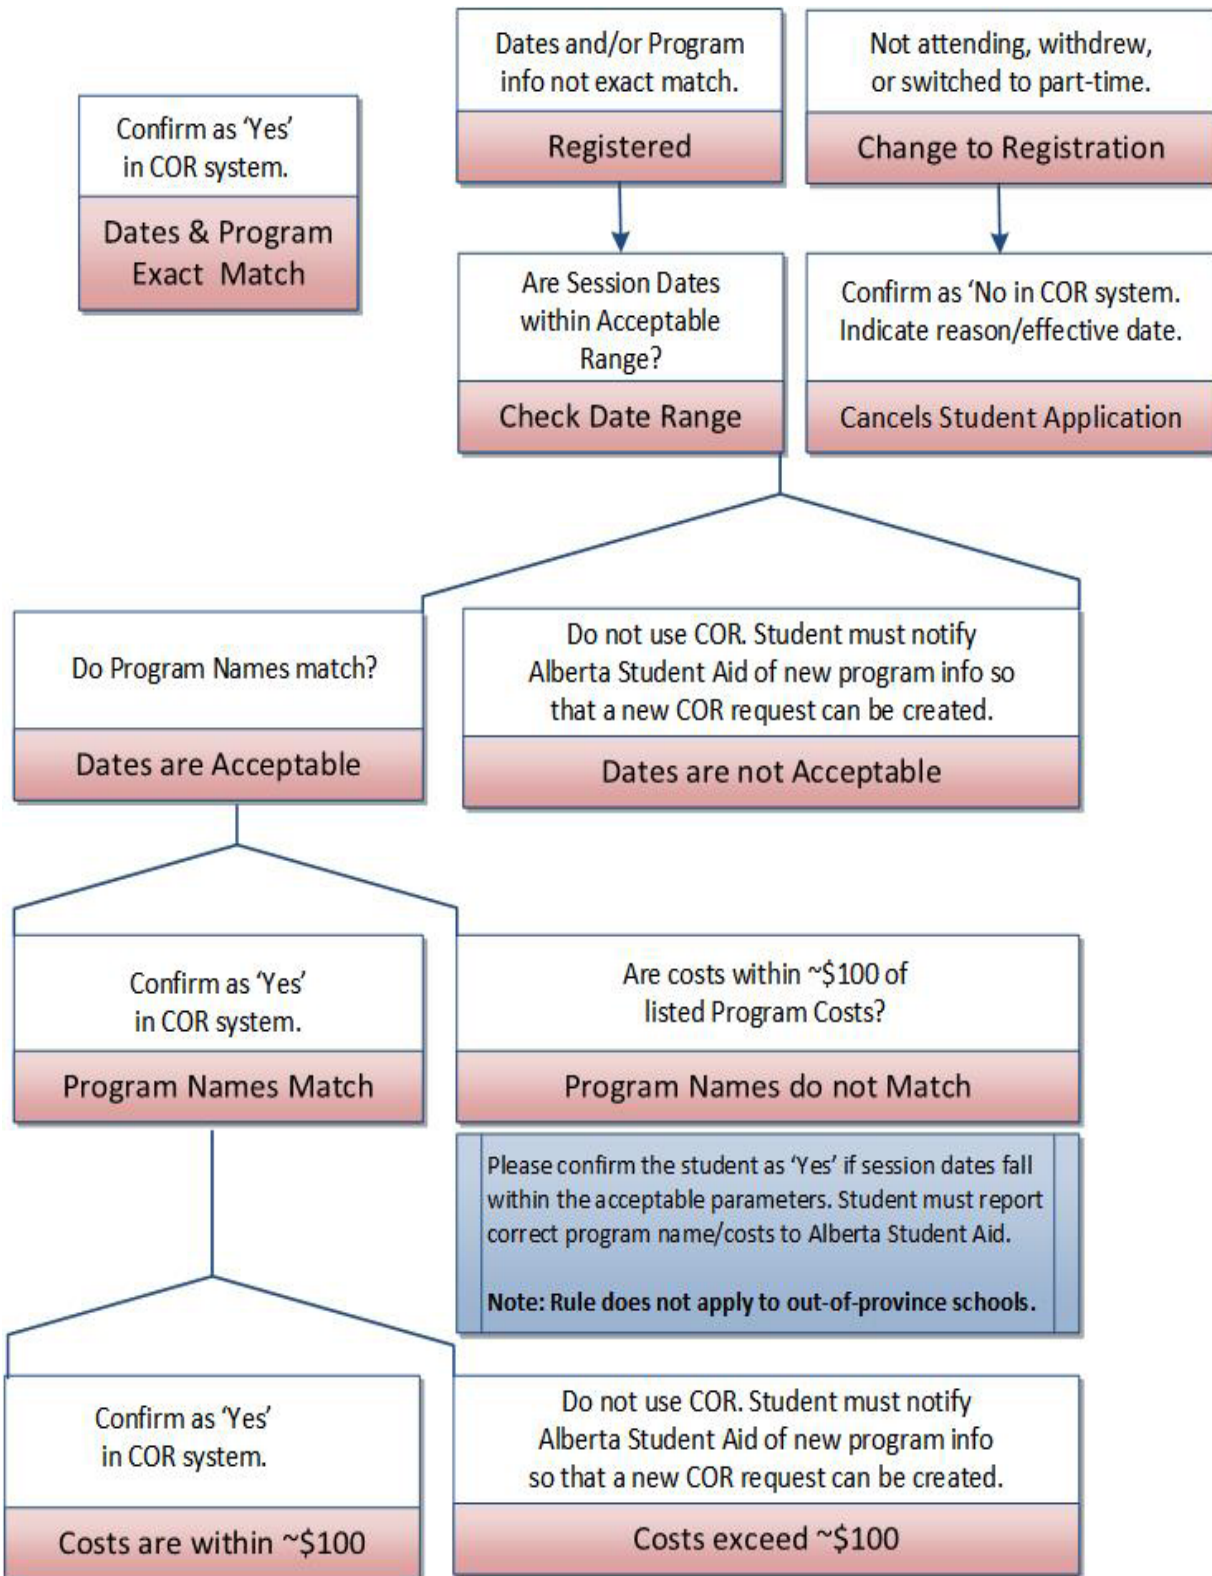 Confirm as ‘Yes’
in COR system.
Dates & Program
Exact Match
Dates and/or Program
info not exact match.
Registered
Not attending, withdrew,
or switched to part-time.
Change to Registration
Are Session Dates
within Acceptable
Range?
Check Date Range
Confirm as ‘No in COR system.
Indicate reason/effective date.
Cancels Student Application
Do Program Names match?
Dates are Acceptable
Do not use COR. Student must notify
Alberta Student Aid of new program info so
that a new COR request can be created.
Dates are not Acceptable
Confirm as ‘Yes’
in COR system.
Program Names Match
Are costs within ~$100 of
listed Program Costs?
Program Names do not Match
Please confirm the student as ‘Yes’ if session dates fall
within the acceptable parameters. Student must report
correct program name/costs to Alberta Student Aid.
Note: Rule does not apply to out-of-province schools.
Confirm as ‘Yes’
in COR system.
Costs are within ~$100
Do not use COR. Student must notify
Alberta Student Aid of new program info
so that a new COR request can be created.
Costs exceed ~$100